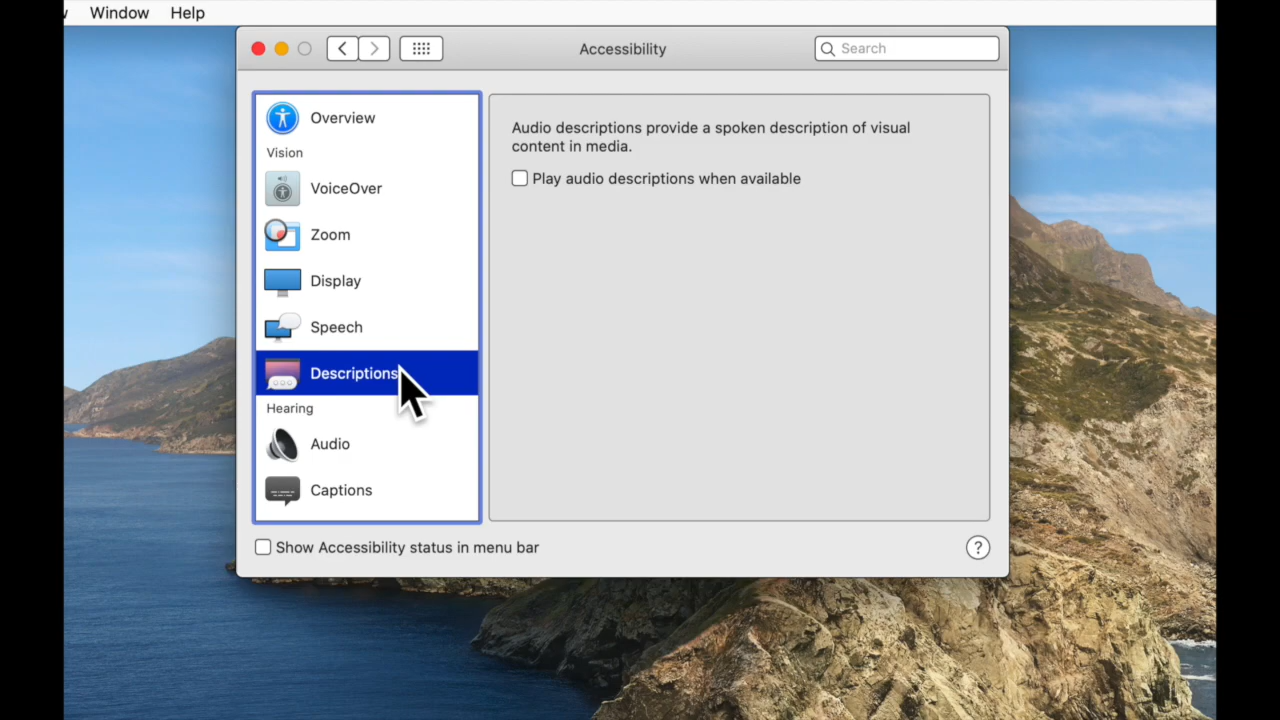 Window Help
Accessibility
Search
Overview
Vision
VoiceOver
Zoom
Display
Speech
Descriptions
Hearing
Audio
Captions
Audio descriptions provide a spoken description of visual
content in media.
Play audio descriptions when available
Show Accessibility status in menu bar
?